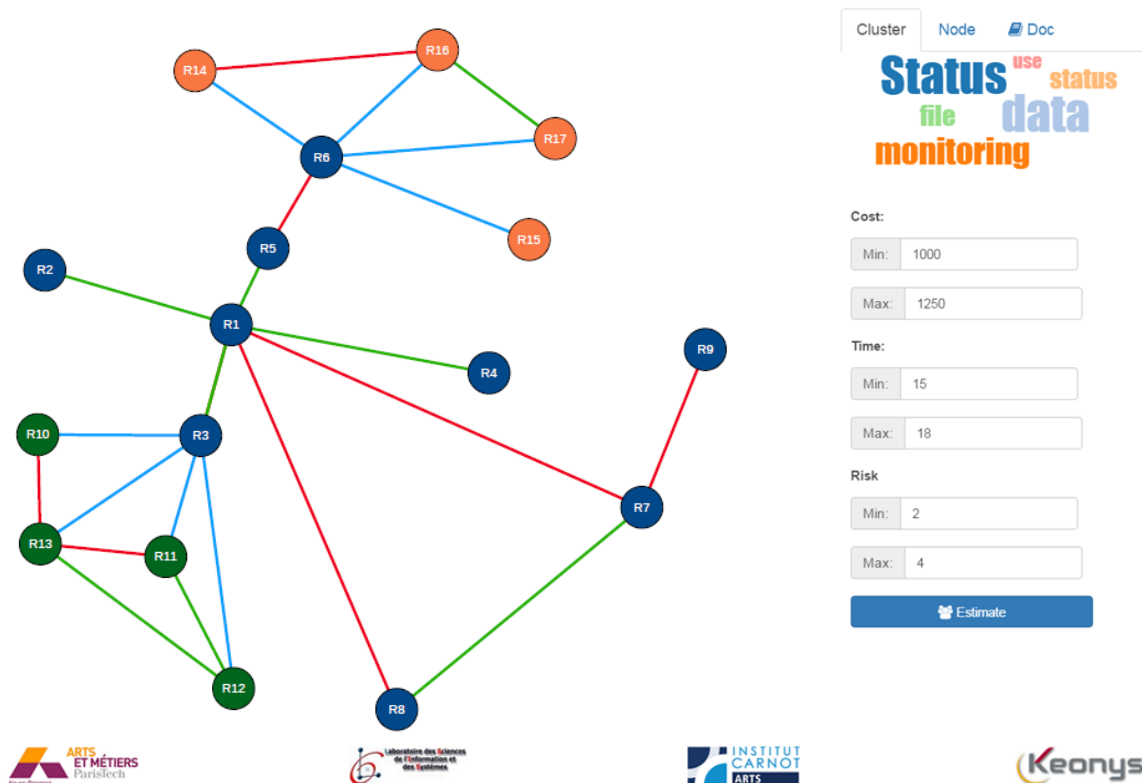 Cluster Node Doc
Status use status
file data
monitoring
R14
R16
R17
R6
R15
R5
R2
R1
R4
R9
R3
R10
R7
R13
R11
R12
R8
Cost:
Min: 1000
Max: 1250
Time:
Min: 15
Max: 18
Risk
Min: 2
Max: 4
Estimate
ARTS
ET MÉTIERS
ParisTech
Laboratoire des Sciences
de l'Information et
des Systèmes
INSTITUT
CARNOT
ARTS
Keonys